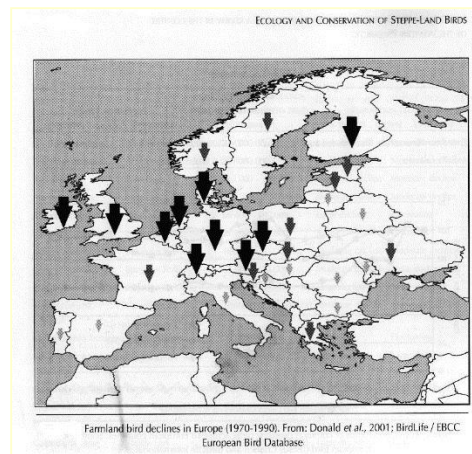 ECOLOGY AND CONSERVATION OF STEPPE-LAND BIRDS
Farmland bird declines in Europe (1970-1990). From: Donald et al., 2001; BirdLife / EBCC
European Bird Database